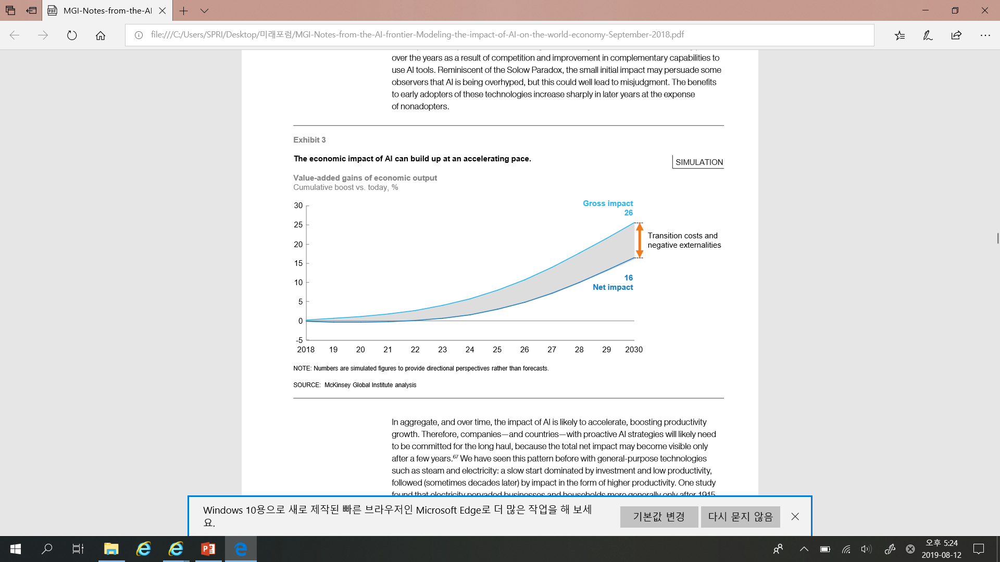 MGI-Notes-from-the-AI
file:///C:/Users/SPRI/Desktop/미래포럼/MGI-Notes-from-the-AI-frontier-Modeling-the-impact-of-AI-on-the-world-economy-September-2018.pdf
over the years as a result of competition and improvement in complementary capabilities to
use AI tools. Reminiscent of the Solow Paradox, the small initial impact may persuade some
observers that AI is being overhyped, but this could well lead to misjudgment. The benefits
to early adopters of these technologies increase sharply in later years at the expense
of nonadopters.
Exhibit 3
The economic impact of AI can build up at an accelerating pace.
SIMULATION
Value-added gains of economic output
Cumulative boost vs. today, %
30
25
20
15
10
5
0
-5
Gross impact
26
Transition costs and
negative externalities
16
Net impact
2018 19 20 21 22 23 24 25 26 27 28 29 2030
NOTE: Numbers are simulated figures to provide directional perspectives rather than forecasts.
SOURCE: McKinsey Global Institute analysis
In aggregate, and over time, the impact of AI is likely to accelerate, boosting productivity
growth. Therefore, companies—and countries—with proactive AI strategies will likely need
to be committed for the long haul, because the total net impact may become visible only
after a few years.67 We have seen this pattern before with general-purpose technologies
such as steam and electricity: a slow start dominated by investment and low productivity,
followed (sometimes decades later) by impact in the form of higher productivity. One study
found that electricity pervaded businesses and households more generally only after 1915,
Windows 10용으로 새로 제작된 빠른 브라우저인 Microsoft Edge로 더 많은 작업을 해 보세
요.
기본값 변경
다시 묻지 않음
오후 5:24
2019-08-12